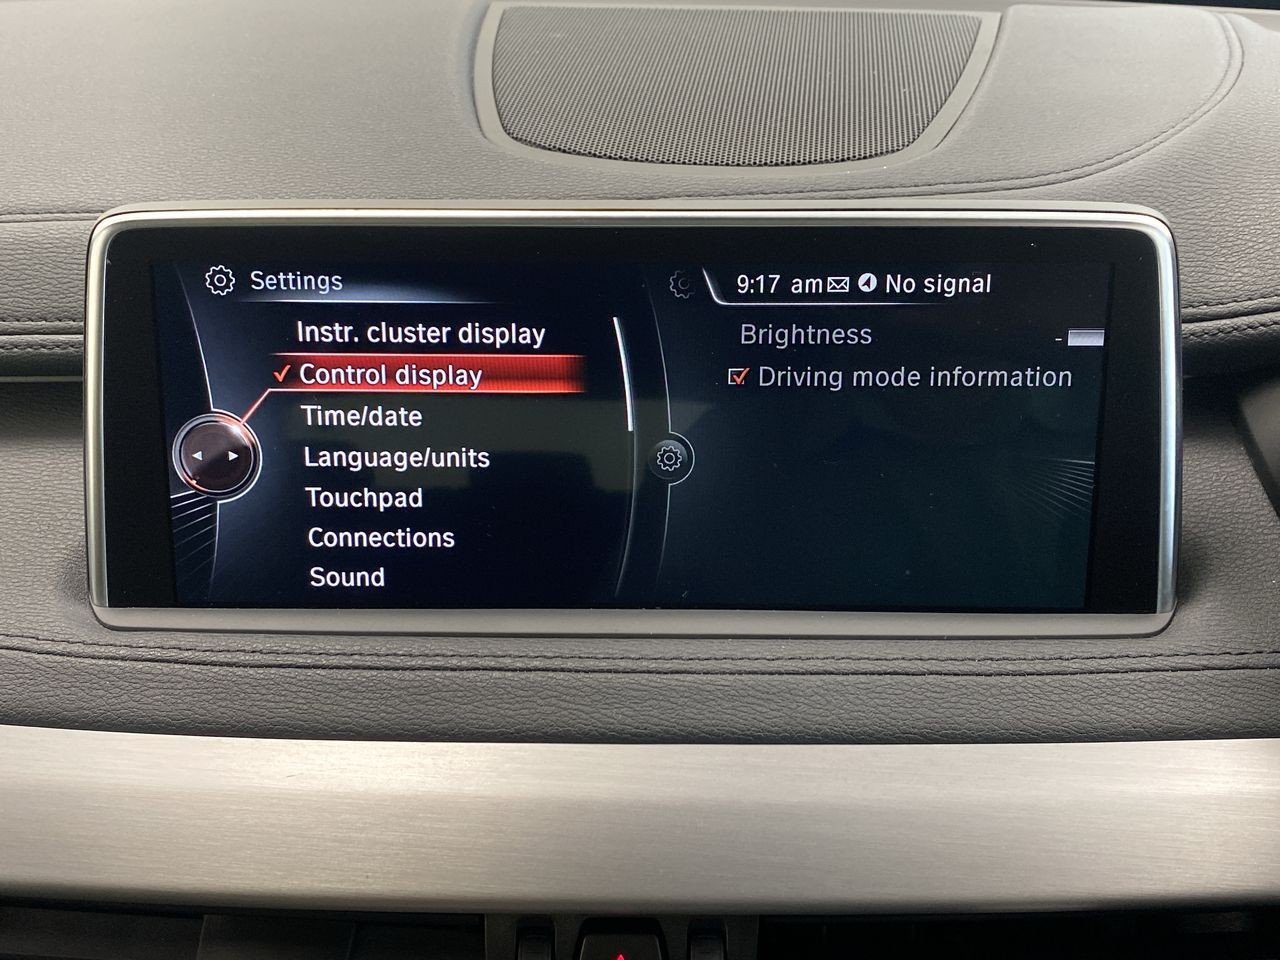 Settings
Instr. cluster display
Control display
Time/date
Language/units
Touchpad
Connections
Sound
9:17 am No signal
Brightness -
Driving mode information